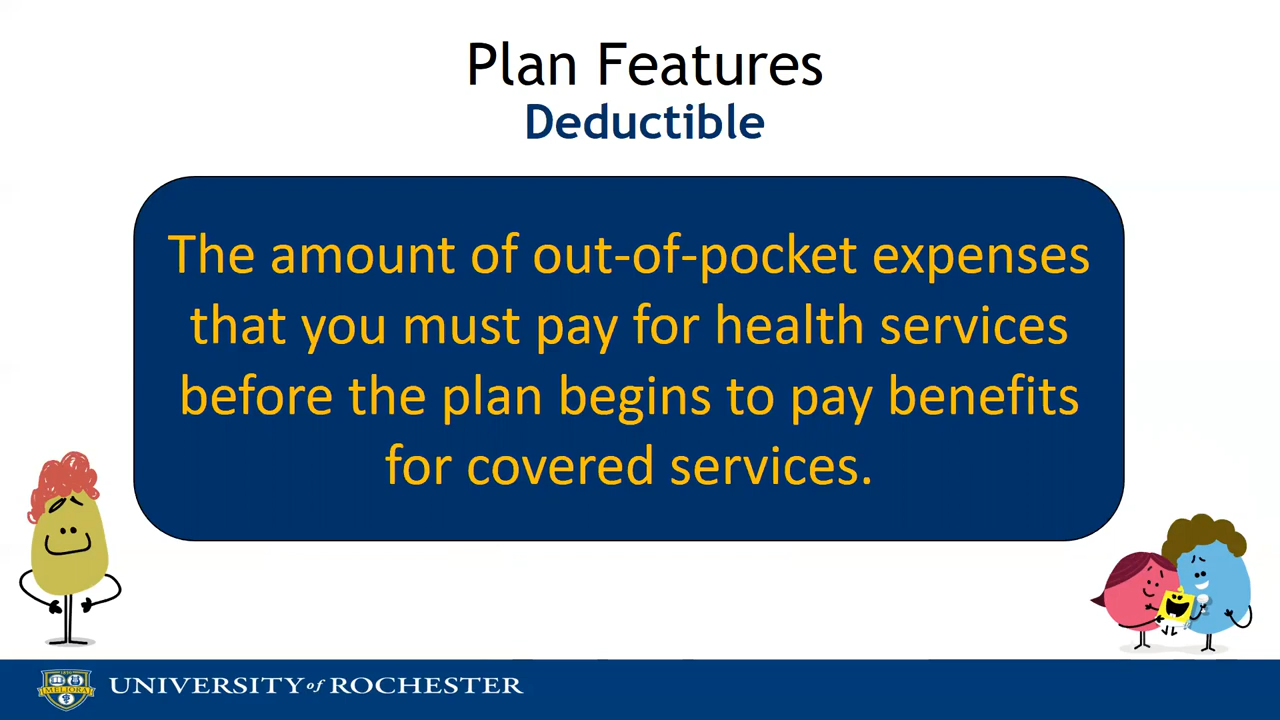 Plan Features
Deductible
The amount of out-of-pocket expenses
that you must pay for health services
before the plan begins to pay benefits
for covered services.
MELIORA
UNIVERSITY of ROCHESTER